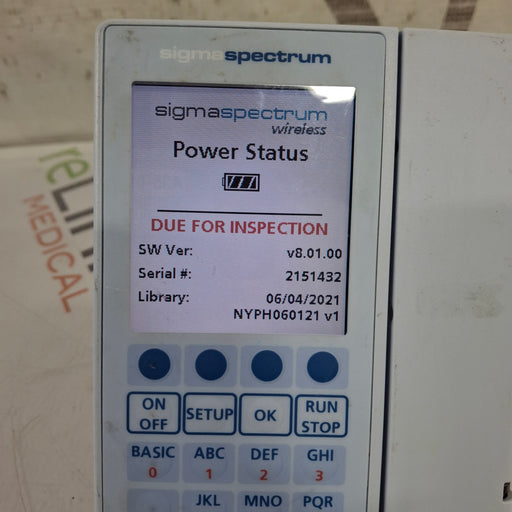 sigmaspectrum
sigmaspectrum
wireless
Power Status
DUE FOR INSPECTION
SW Ver: v8.01.00
Serial #: 2151432
Library: 06/04/2021
NYPH060121 v1
ON OFF
SETUP
OK
RUN STOP
BASIC 0
ABC 1
DEF 2
GHI 3
JKL
MNO
PQR
MEDICAL